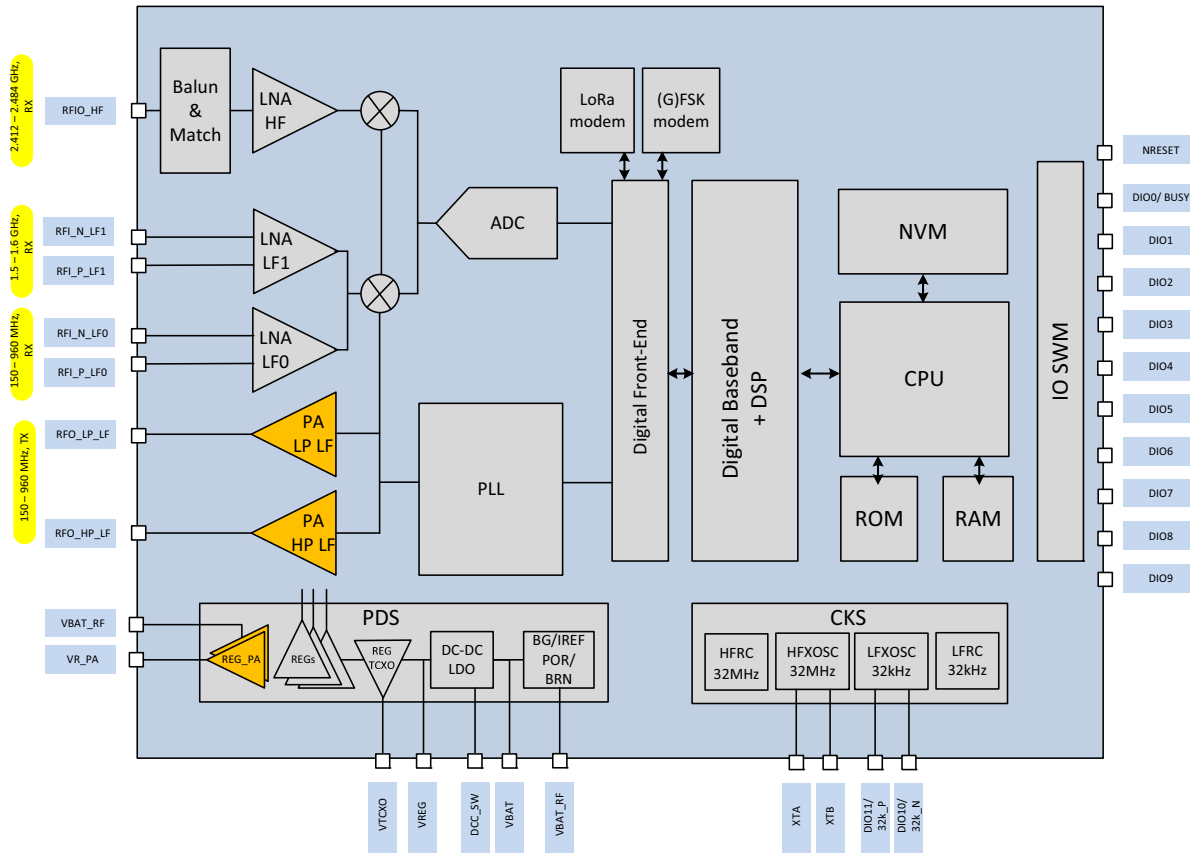 2.412 – 2.484 GHz,
RX
RFIO_HF
Balun
&
Match
LNA
HF
LoRa
modem
(G)FSK
modem
1.5 – 1.6 GHz,
RX
RFI_N_LF1
RFI_P_LF1
LNA
LF1
ADC
150 – 960 MHz,
RX
RFI_N_LF0
RFI_P_LF0
LNA
LF0
150 – 960 MHz, TX
RFO_LP_LF
RFO_HP_LF
PA
LP LF
PA
HP LF
PLL
Digital Front-End
Digital Baseband
+ DSP
NVM
CPU
ROM
RAM
IO SWM
NRESET
DIO0/ BUSY
DIO1
DIO2
DIO3
DIO4
DIO5
DIO6
DIO7
DIO8
DIO9
VBAT_RF
VR_PA
PDS
REG_PA
REGs
REG
TCXO
DC-DC
LDO
BG/IREF
POR/
BRN
CKS
HFRC
32MHz
HFXOSC
32MHz
LFXOSC
32kHz
LFRC
32kHz
VTCXO
VREG
DCC_SW
VBAT
VBAT_RF
XTA
XTB
DIO11/
32k_P
DIO10/
32k_N